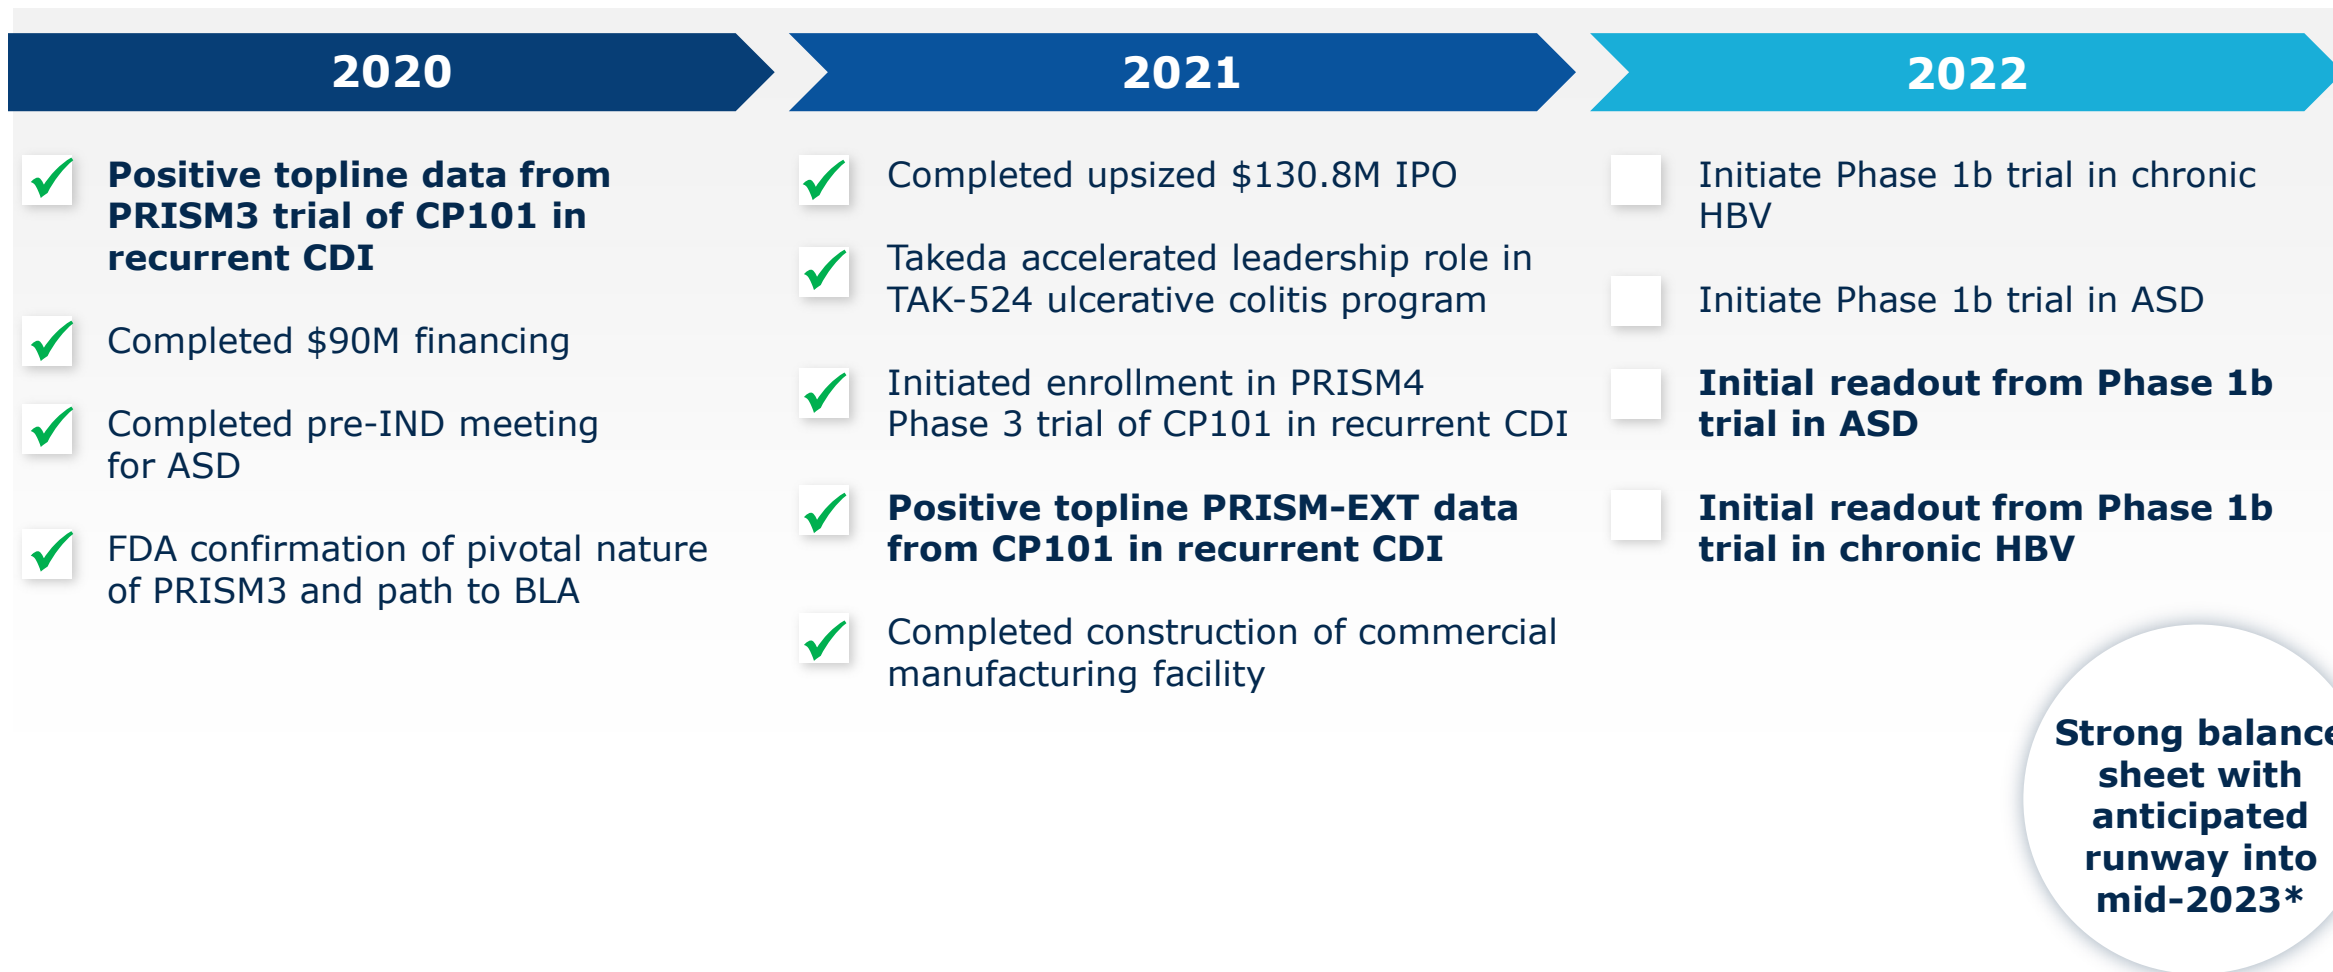 2020
Positive topline data from
PRISM3 trial of CP101 in
recurrent CDI
Completed $90M financing
Completed pre-IND meeting
for ASD
FDA confirmation of pivotal nature
of PRISM3 and path to BLA
2021
Completed upsized $130.8M IPO
Takeda accelerated leadership role in
TAK-524 ulcerative colitis program
Initiated enrollment in PRISM4
Phase 3 trial of CP101 in recurrent CDI
Positive topline PRISM-EXT data
from CP101 in recurrent CDI
Completed construction of commercial
manufacturing facility
2022
Initiate Phase 1b trial in chronic
HBV
Initiate Phase 1b trial in ASD
Initial readout from Phase 1b
trial in ASD
Initial readout from Phase 1b
trial in chronic HBV
Strong balance
sheet with
anticipated
runway into
mid-2023*